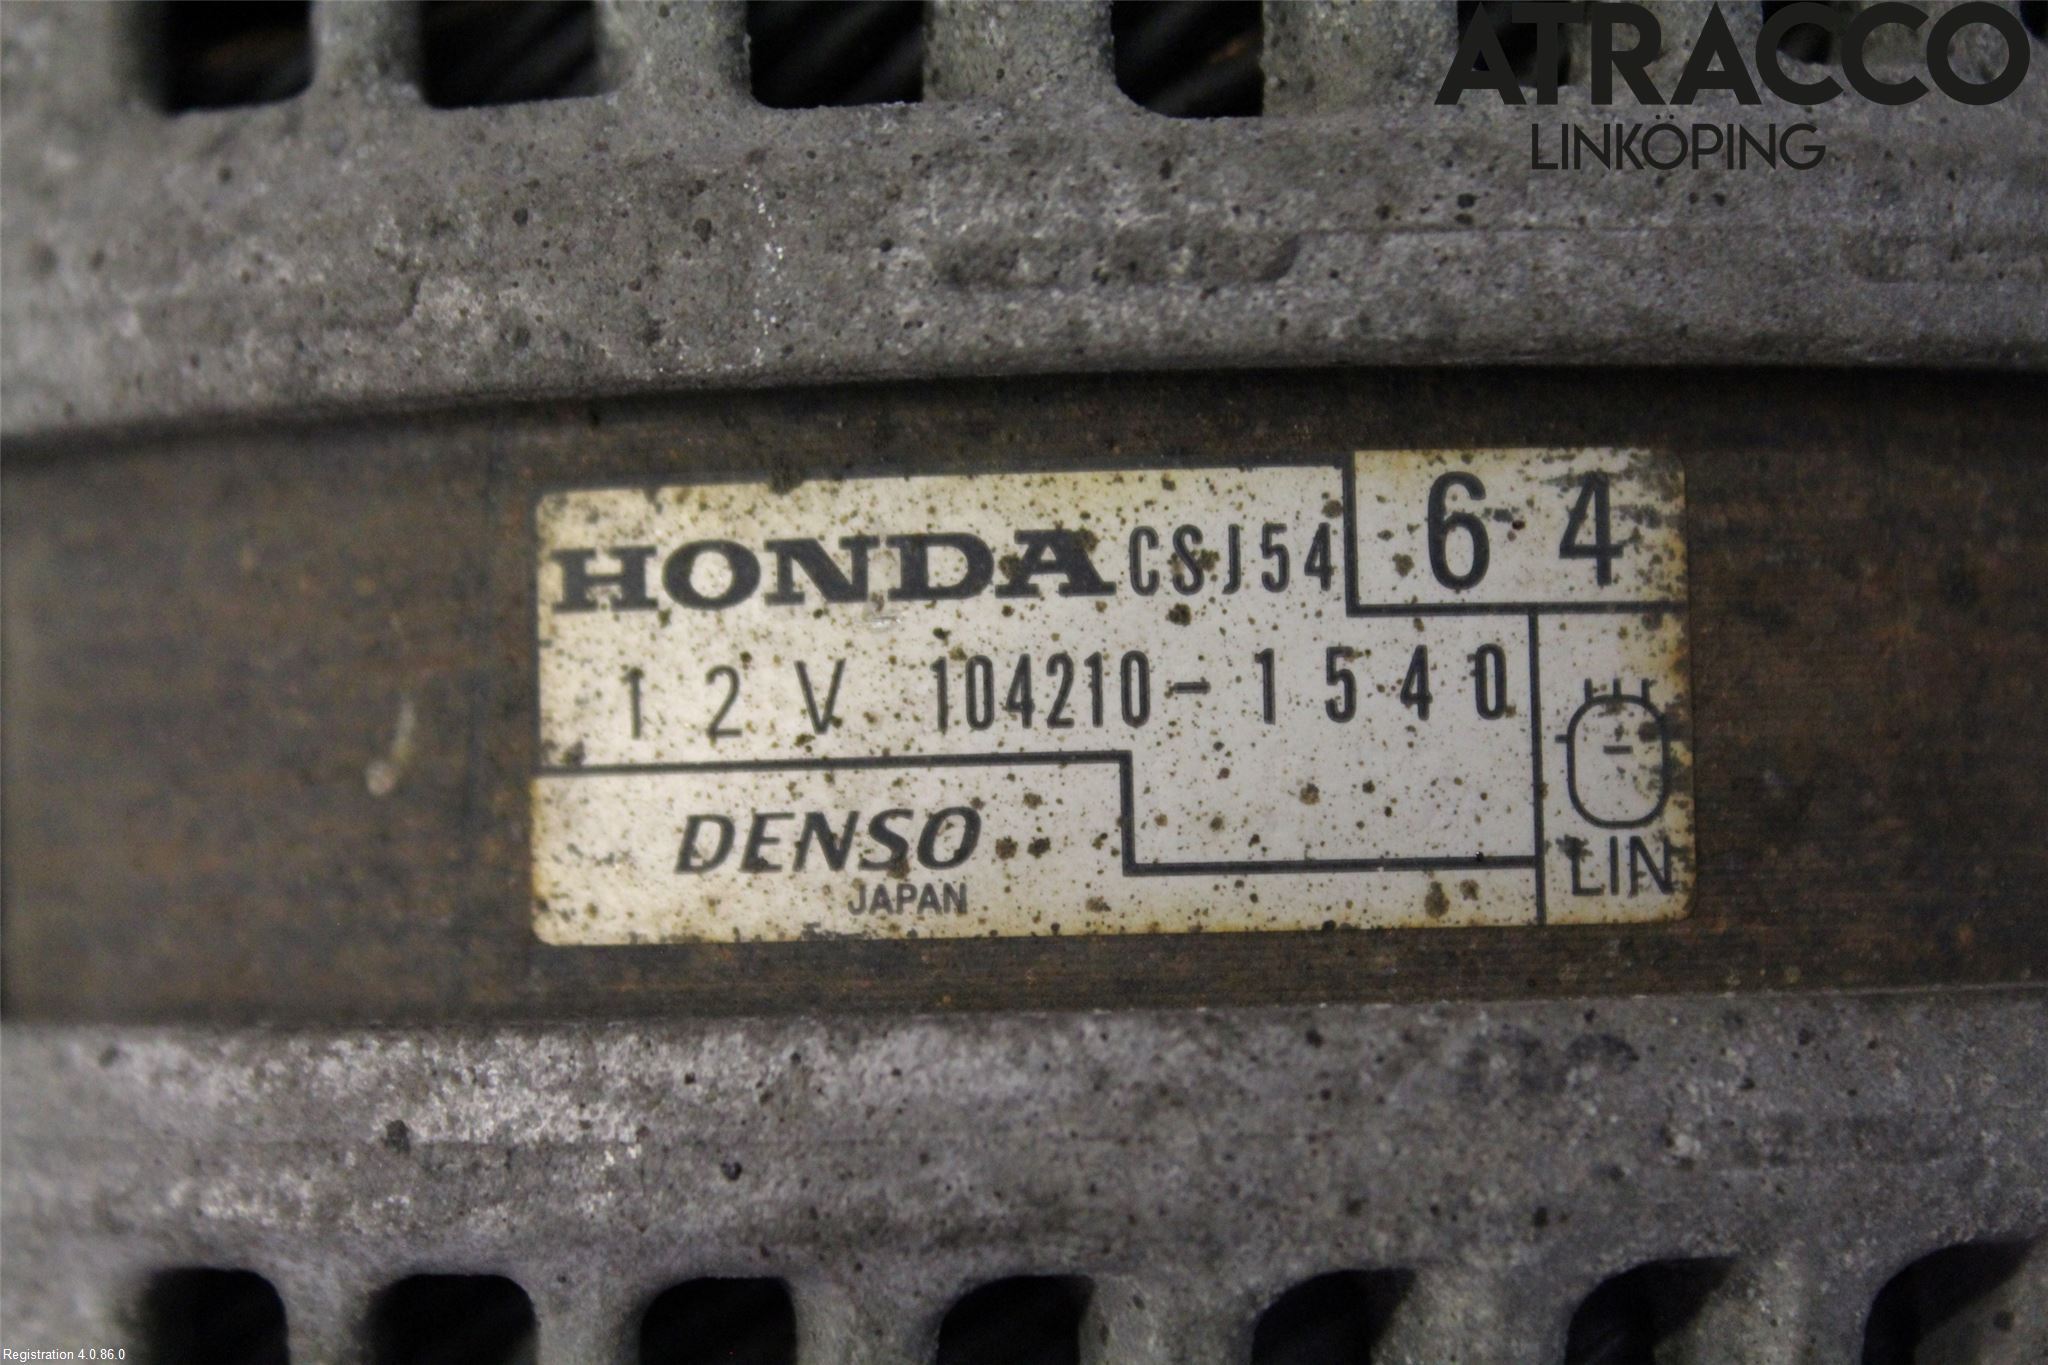 ATRACCO
LINKÖPING
HONDA CSJ54 64
12V 104210-1540
DENSO
JAPAN
LIN
Registration 4.0.86.0